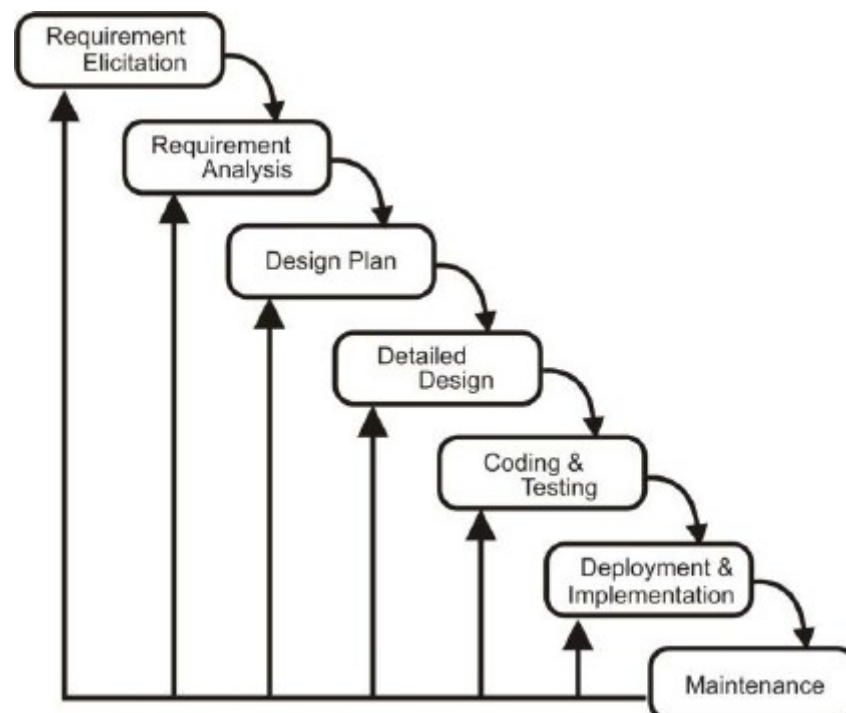 Requirement
Elicitation
Requirement
Analysis
Design Plan
Detailed
Design
Coding &
Testing
Deployment &
Implementation
Maintenance